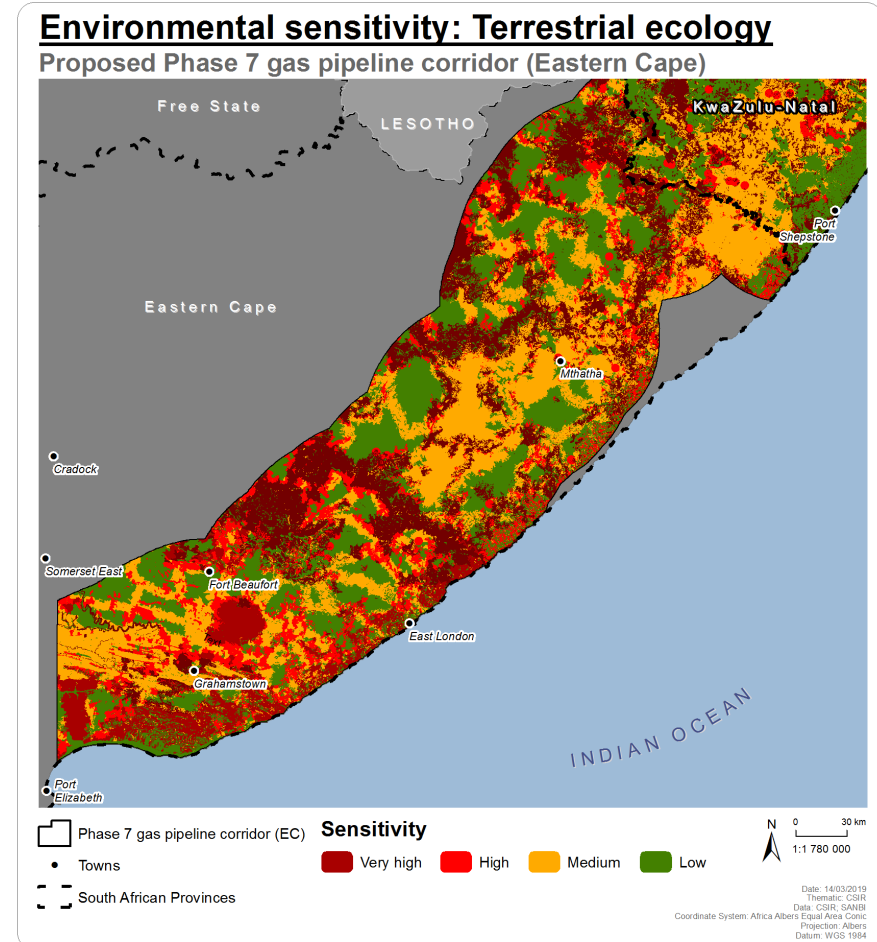 Environmental sensitivity: Terrestrial ecology
Proposed Phase 7 gas pipeline corridor (Eastern Cape)
Free State
LESOTHO
KwaZulu-Natal
Port
Shepstone
Eastern Cape
Mthatha
Cradock
Somerset East
Fort Beaufort
East London
Grahamstown
INDIAN OCEAN
Port
Elizabeth
Phase 7 gas pipeline corridor (EC)
Towns
South African Provinces
Sensitivity
Very high
High
Medium
Low
N
0 30 km
1:1 780 000
Date: 14/03/2019
Thematic: CSIR
Data: CSIR; SANBI
Coordinate System: Africa Albers Equal Area Conic
Projection: Albers
Datum: WGS 1984